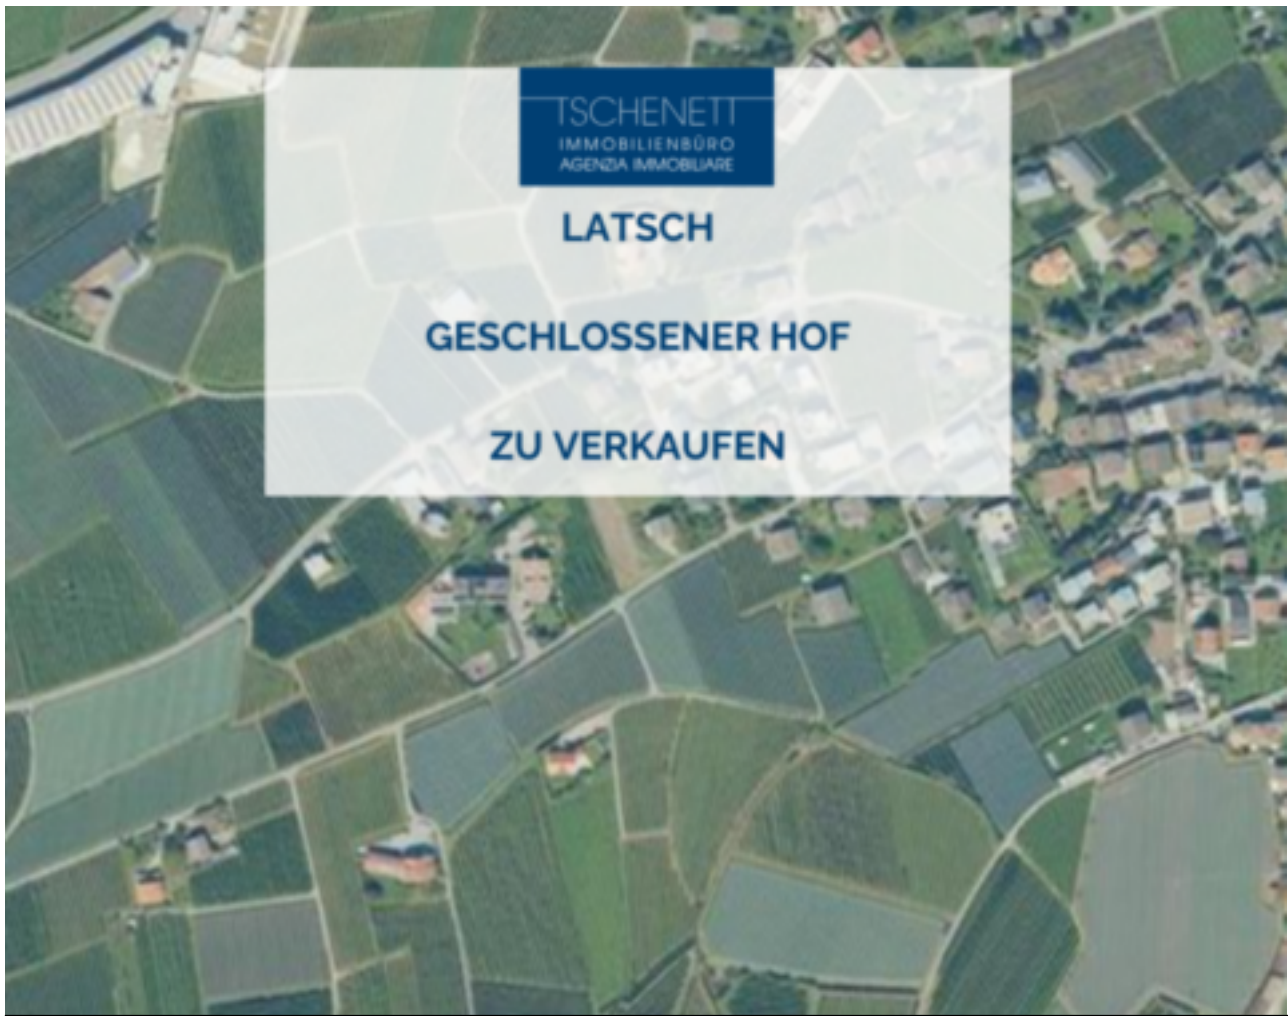 TSCHENETT
IMMOBILIENBÜRO
AGENZIA IMMOBILIARE
LATSCH
GESCHLOSSENER HOF
ZU VERKAUFEN